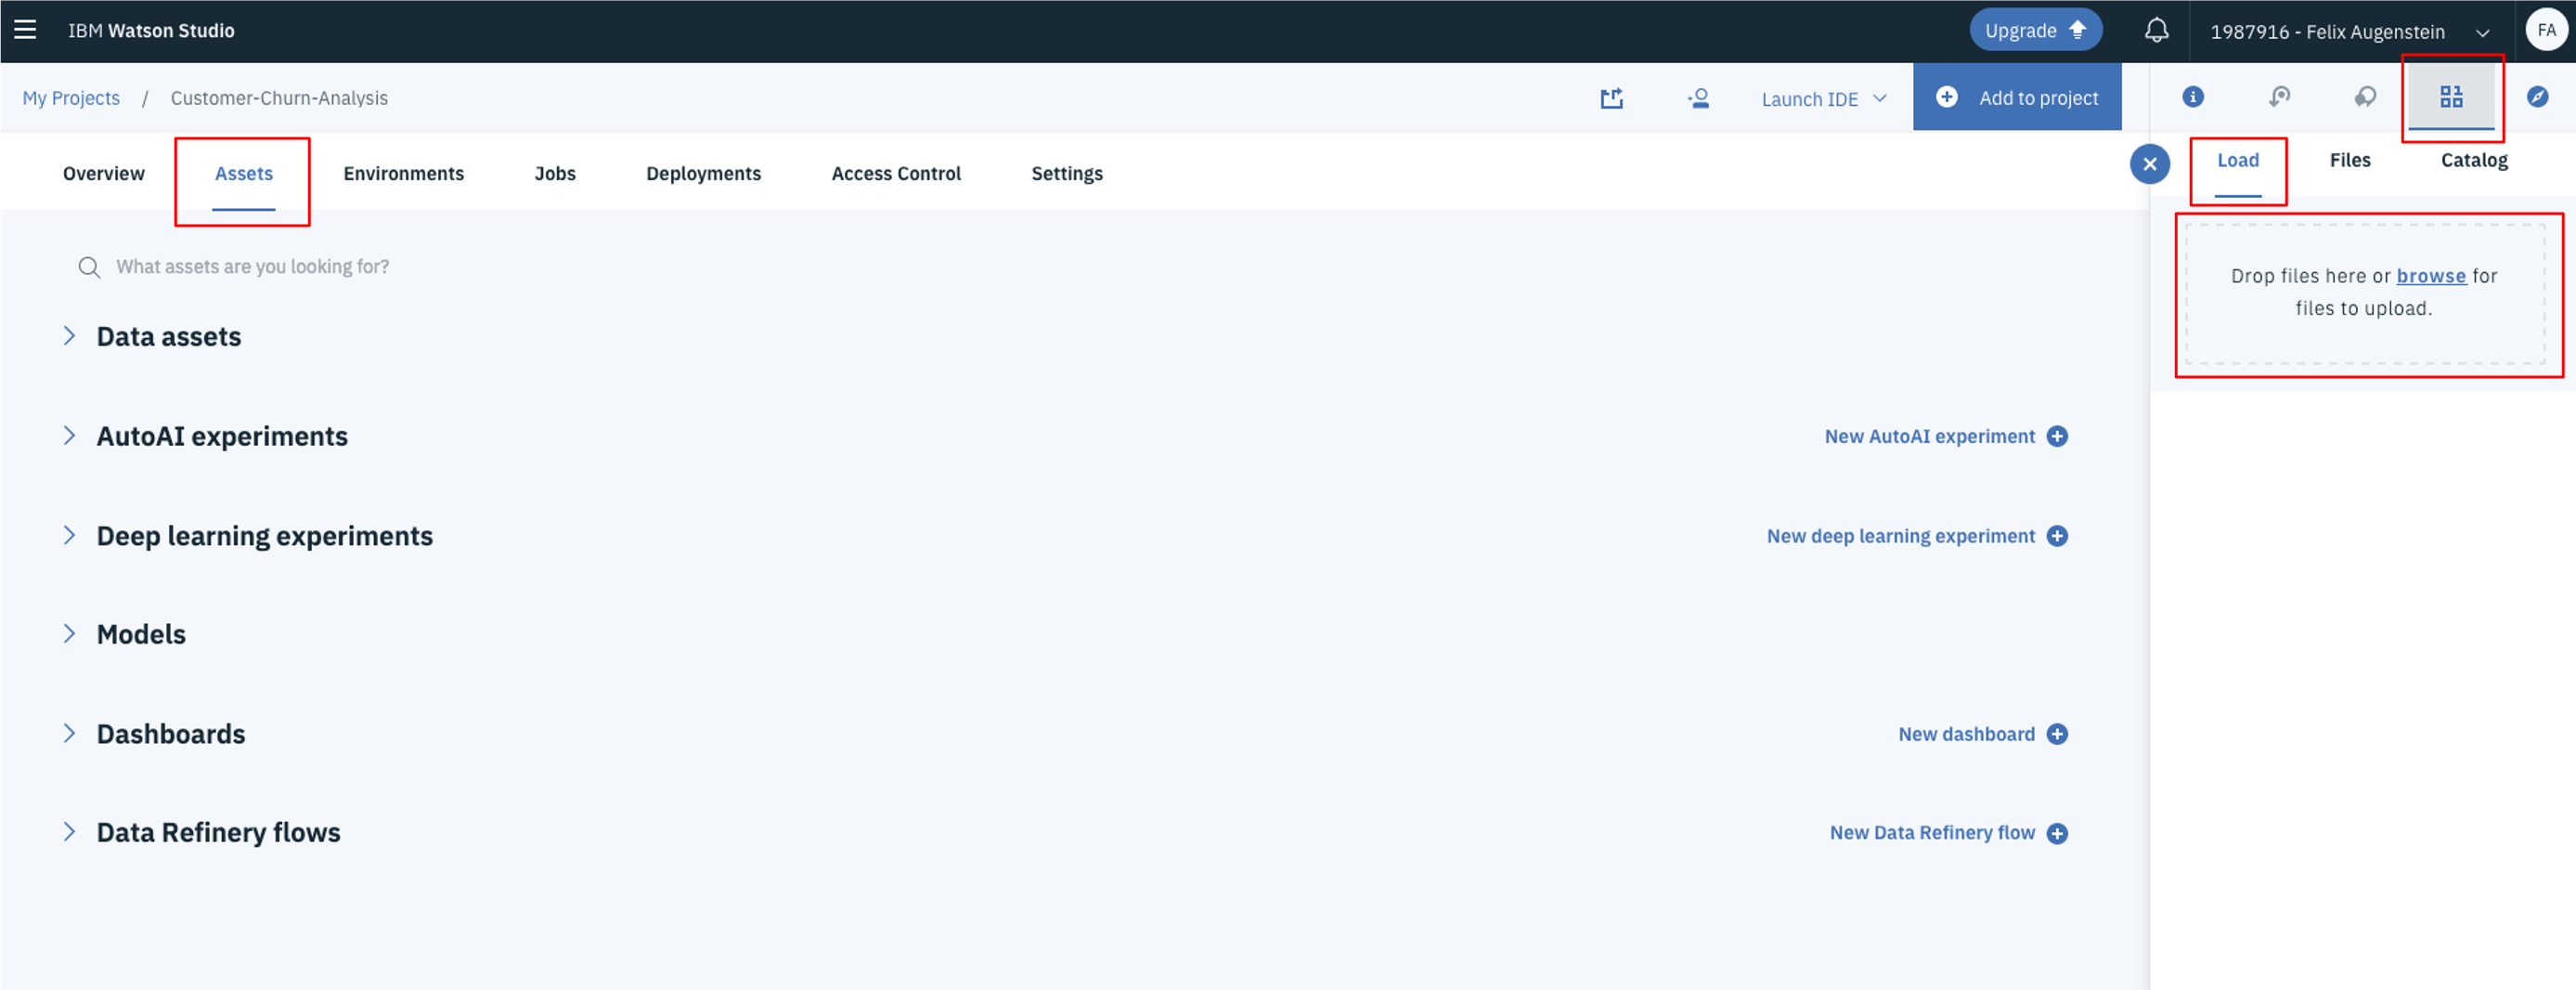 IBM Watson Studio
Upgrade
1987916 - Felix Augenstein
FA
My Projects / Customer-Churn-Analysis
Launch IDE
Add to project
Overview
Assets
Environments
Jobs
Deployments
Access Control
Settings
Load
Files
Catalog
What assets are you looking for?
Drop files here or browse for
files to upload.
Data assets
AutoAI experiments
New AutoAI experiment
Deep learning experiments
New deep learning experiment
Models
Dashboards
New dashboard
Data Refinery flows
New Data Refinery flow